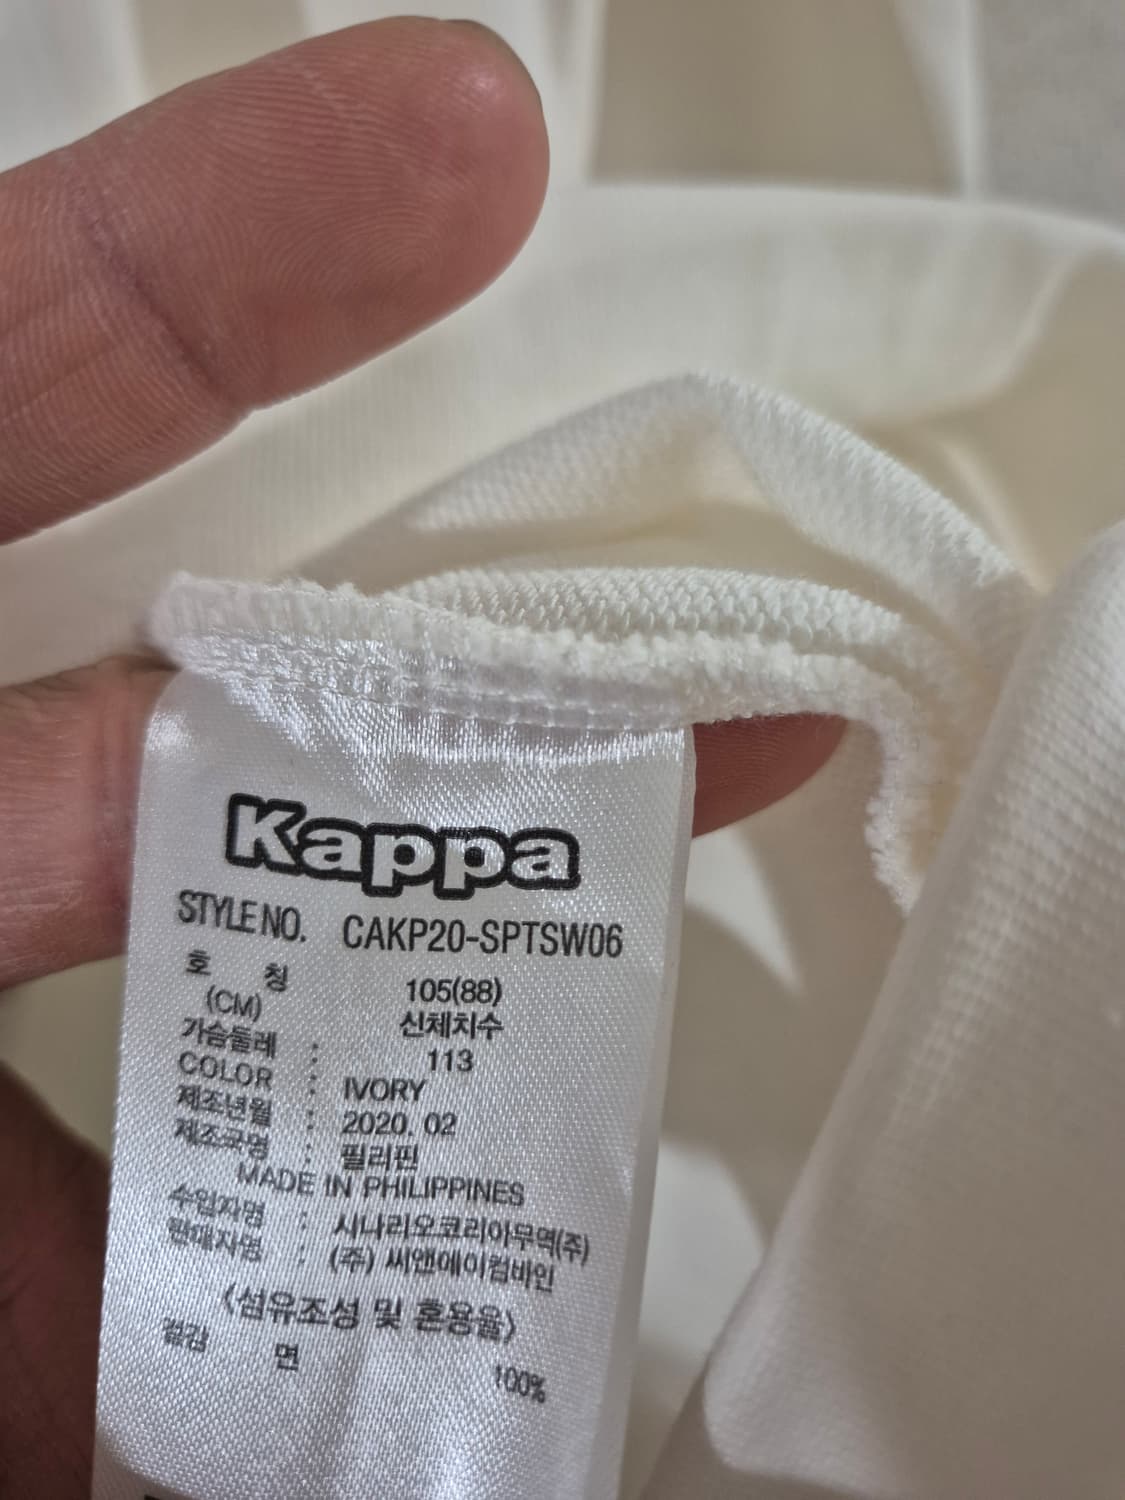 Kappa
STYLE NO. CAKP20-SPTSW06
호 칭 105(88)
(CM) 신체치수
가슴둘레 : 113
COLOR : IVORY
제조년월 : 2020. 02
제조국명 : 필리핀
MADE IN PHILIPPINES
수입자명 : 시나리오코리아무역(주)
판매자명 : (주) 씨앤에이컴바인
<섬유조성 및 혼용율>
겉감 면 100%